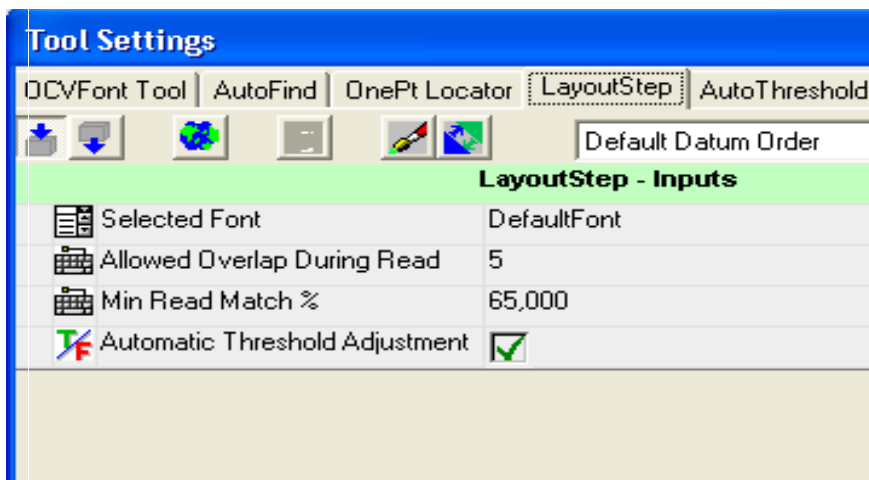 Tool Settings
OCVFont Tool AutoFind OnePt Locator LayoutStep AutoThreshold
Default Datum Order
LayoutStep - Inputs
Selected Font DefaultFont
Allowed Overlap During Read 5
Min Read Match % 65,000
T/F Automatic Threshold Adjustment